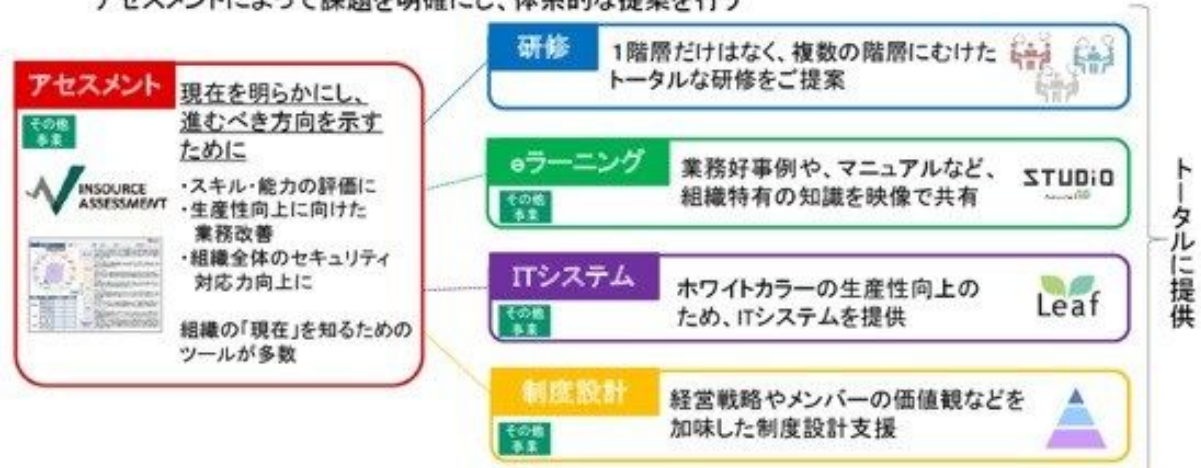 アセスメントによって課題を明確にし、体系的な提案を行う
アセスメント
その他
事業
現在を明らかにし、
進むべき方向を示す
ために
INSOURCE
ASSESSMENT
・スキル・能力の評価に
・生産性向上に向けた
業務改善
・組織全体のセキュリティ
対応力向上に
組織の「現在」を知るための
ツールが多数
研修
1階層だけはなく、複数の階層にむけた
トータルな研修をご提案
eラーニング
その他
事業
業務好事例や、マニュアルなど、
組織特有の知識を映像で共有
STUDiO
ITシステム
その他
事業
ホワイトカラーの生産性向上の
ため、ITシステムを提供
Leaf
制度設計
その他
事業
経営戦略やメンバーの価値観などを
加味した制度設計支援
トータルに提供